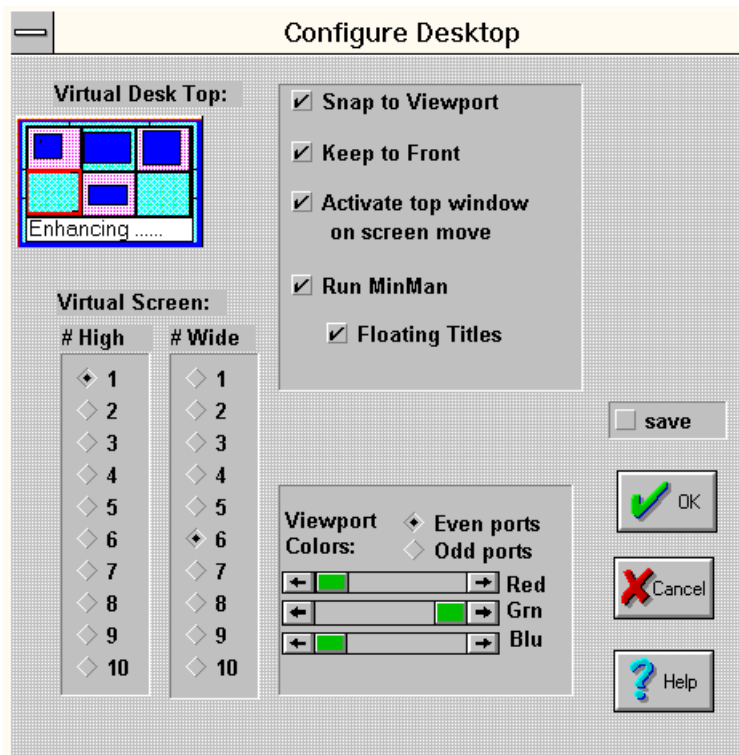 Configure Desktop
Virtual Desk Top:
Enhancing ......
Snap to Viewport
Keep to Front
Activate top window
on screen move
Run MinMan
Floating Titles
Virtual Screen:
# High
# Wide
1
2
3
4
5
6
7
8
9
10
1
2
3
4
5
6
7
8
9
10
Viewport
Colors:
Even ports
Odd ports
Red
Grn
Blu
save
OK
Cancel
Help